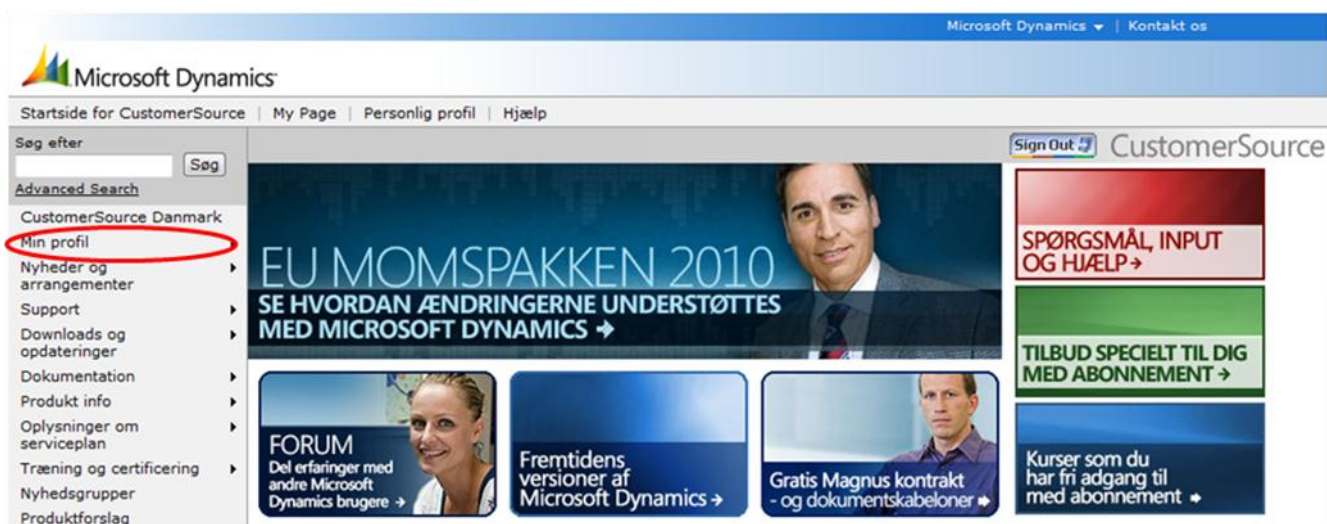 Microsoft Dynamics | Kontakt os
Microsoft Dynamics
Startside for CustomerSource | My Page | Personlig profil | Hjælp
Søg efter
Søg
Advanced Search
Sign Out
CustomerSource
CustomerSource Danmark
Min profil
Nyheder og
arrangementer
Support
Downloads og
opdateringer
Dokumentation
Produkt info
Oplysninger om
serviceplan
Træning og certificering
Nyhedsgrupper
Produktforslag
EU MOMSPAKKEN 2010
SE HVORDAN ÆNDRINGERNE UNDERSTØTTES
MED MICROSOFT DYNAMICS →
FORUM
Del erfaringer med
andre Microsoft
Dynamics brugere →
Fremtidens
versioner af
Microsoft Dynamics →
Gratis Magnus kontrakt
- og dokumentskabeloner →
SPØRGSMÅL, INPUT
OG HJÆLP →
TILBUD SPECIELT TIL DIG
MED ABONNEMENT →
Kurser som du
har fri adgang til
med abonnement →